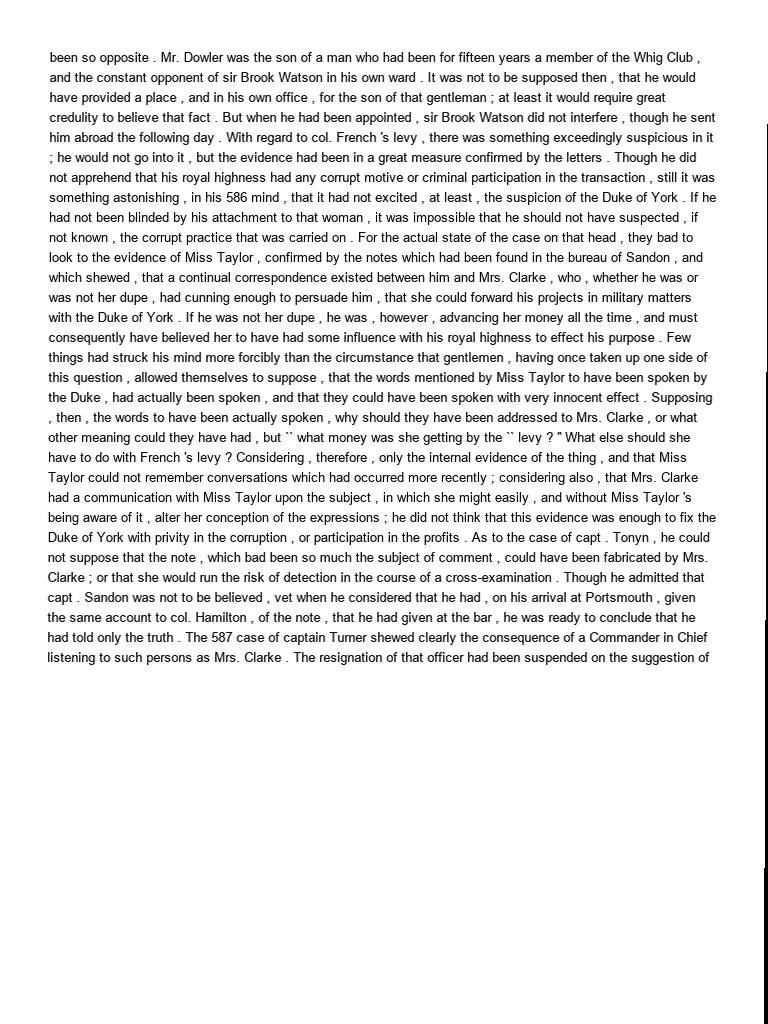 been so opposite . Mr. Dowler was the son of a man who had been for fifteen years a member of the Whig Club ,
and the constant opponent of sir Brook Watson in his own ward . It was not to be supposed then , that he would
have provided a place , and in his own office , for the son of that gentleman ; at least it would require great
credulity to believe that fact . But when he had been appointed , sir Brook Watson did not interfere , though he sent
him abroad the following day . With regard to col. French 's levy , there was something exceedingly suspicious in it
; he would not go into it , but the evidence had been in a great measure confirmed by the letters . Though he did
not apprehend that his royal highness had any corrupt motive or criminal participation in the transaction , still it was
something astonishing , in his 586 mind , that it had not excited , at least , the suspicion of the Duke of York . If he
had not been blinded by his attachment to that woman , it was impossible that he should not have suspected , if
not known , the corrupt practice that was carried on . For the actual state of the case on that head , they bad to
look to the evidence of Miss Taylor , confirmed by the notes which had been found in the bureau of Sandon , and
which shewed , that a continual correspondence existed between him and Mrs. Clarke , who , whether he was or
was not her dupe , had cunning enough to persuade him , that she could forward his projects in military matters
with the Duke of York . If he was not her dupe , he was , however , advancing her money all the time , and must
consequently have believed her to have had some influence with his royal highness to effect his purpose . Few
things had struck his mind more forcibly than the circumstance that gentlemen , having once taken up one side of
this question , allowed themselves to suppose , that the words mentioned by Miss Taylor to have been spoken by
the Duke , had actually been spoken , and that they could have been spoken with very innocent effect . Supposing
, then , the words to have been actually spoken , why should they have been addressed to Mrs. Clarke , or what
other meaning could they have had , but `` what money was she getting by the `` levy ? " What else should she
have to do with French 's levy ? Considering , therefore , only the internal evidence of the thing , and that Miss
Taylor could not remember conversations which had occurred more recently ; considering also , that Mrs. Clarke
had a communication with Miss Taylor upon the subject , in which she might easily , and without Miss Taylor 's
being aware of it , alter her conception of the expressions ; he did not think that this evidence was enough to fix the
Duke of York with privity in the corruption , or participation in the profits . As to the case of capt . Tonyn , he could
not suppose that the note , which bad been so much the subject of comment , could have been fabricated by Mrs.
Clarke ; or that she would run the risk of detection in the course of a cross-examination . Though he admitted that
capt . Sandon was not to be believed , vet when he considered that he had , on his arrival at Portsmouth , given
the same account to col. Hamilton , of the note , that he had given at the bar , he was ready to conclude that he
had told only the truth . The 587 case of captain Turner shewed clearly the consequence of a Commander in Chief
listening to such persons as Mrs. Clarke . The resignation of that officer had been suspended on the suggestion of